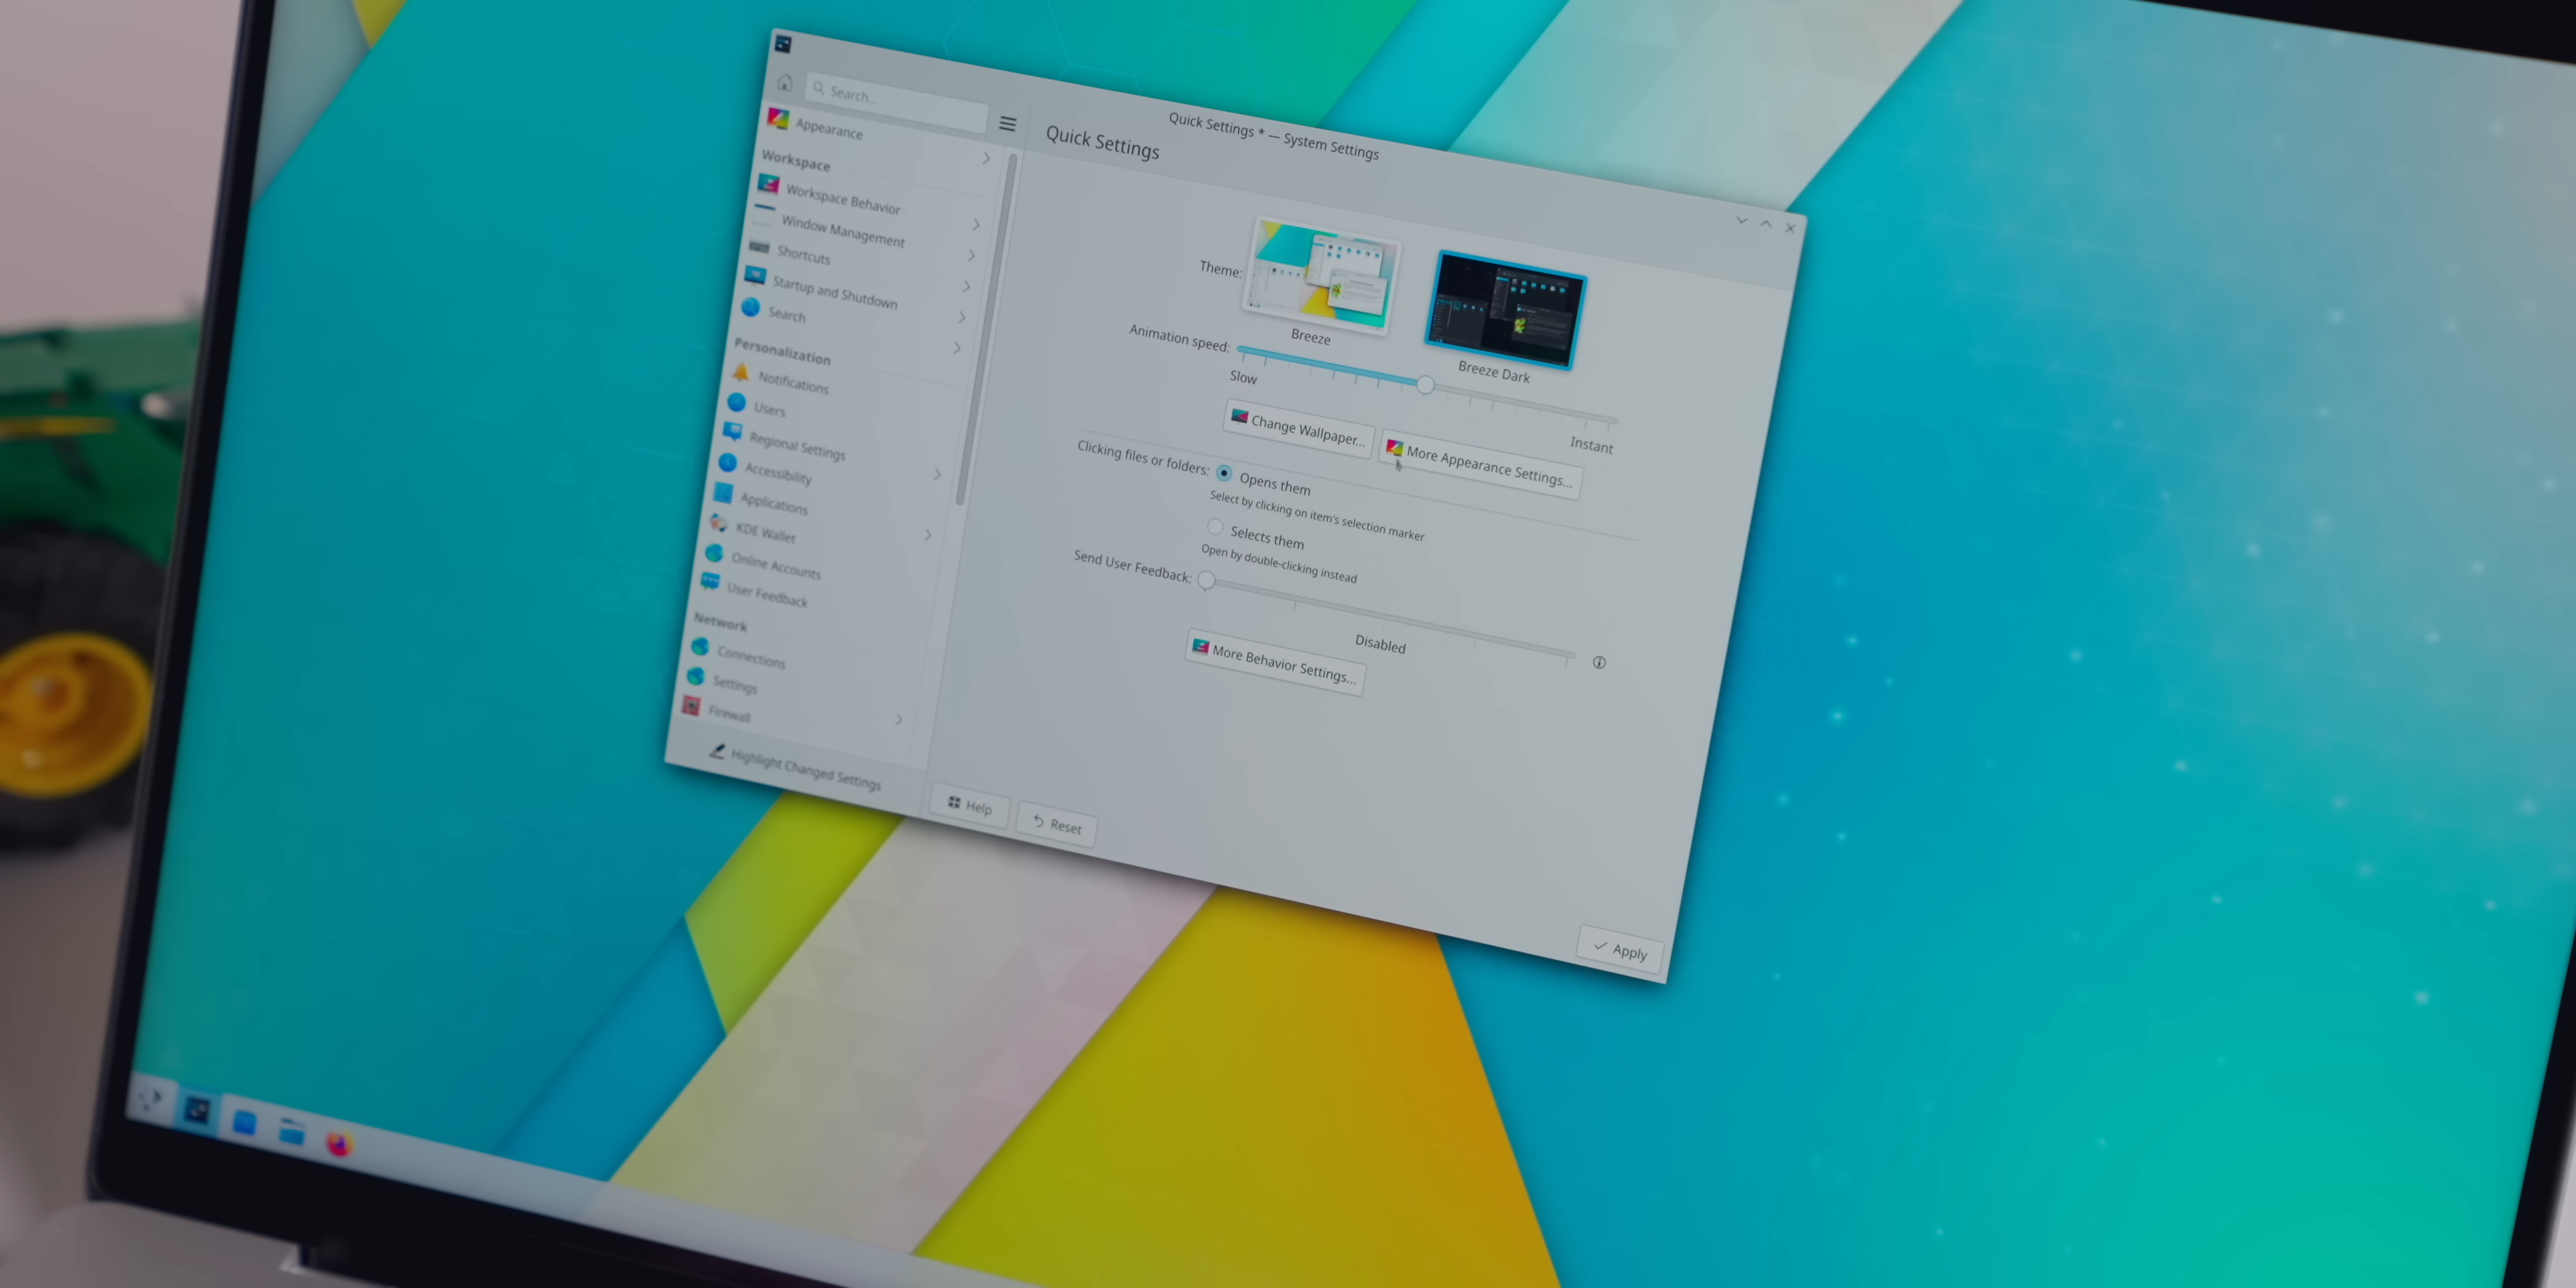 Quick Settings * — System Settings
Search...
Appearance
Workspace
Workspace Behavior
Window Management
Shortcuts
Startup and Shutdown
Search
Personalization
Notifications
Users
Regional Settings
Accessibility
Applications
KDE Wallet
Online Accounts
User Feedback
Network
Connections
Settings
Firewall
Highlight Changed Settings
Quick Settings
Theme:
Breeze
Breeze Dark
Animation speed:
Slow
Instant
Change Wallpaper...
More Appearance Settings...
Clicking files or folders:
Opens them
Select by clicking on item's selection marker
Selects them
Open by double-clicking instead
Send User Feedback:
Disabled
More Behavior Settings...
Help
Reset
Apply